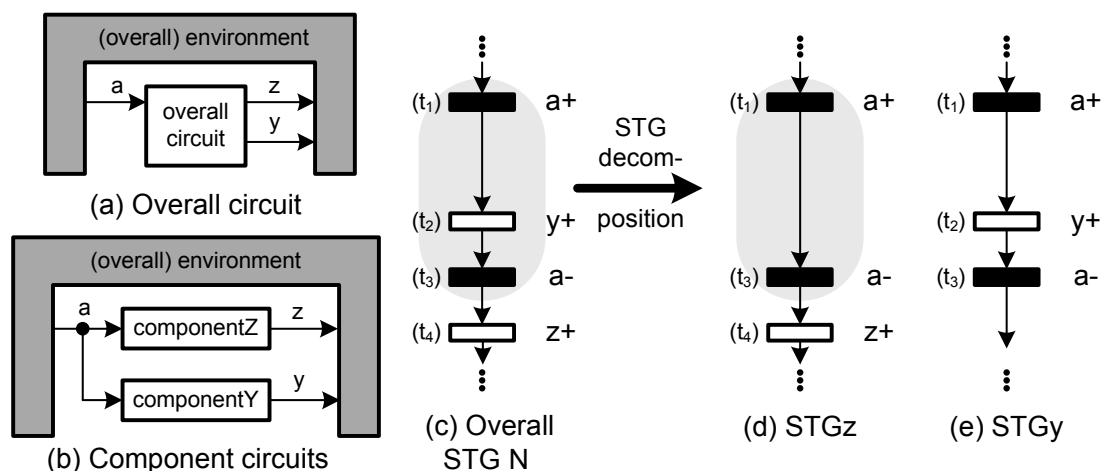 (overall) environment
a
overall
circuit
z
y
(a) Overall circuit
(overall) environment
a
componentZ
z
componentY
y
(b) Component circuits
(t1) a+
(t2) y+
(t3) a-
(t4) z+
(c) Overall
STG N
STG
decom-
position
(t1) a+
(t3) a-
(t4) z+
(d) STGz
(t1) a+
(t2) y+
(t3) a-
(e) STGy